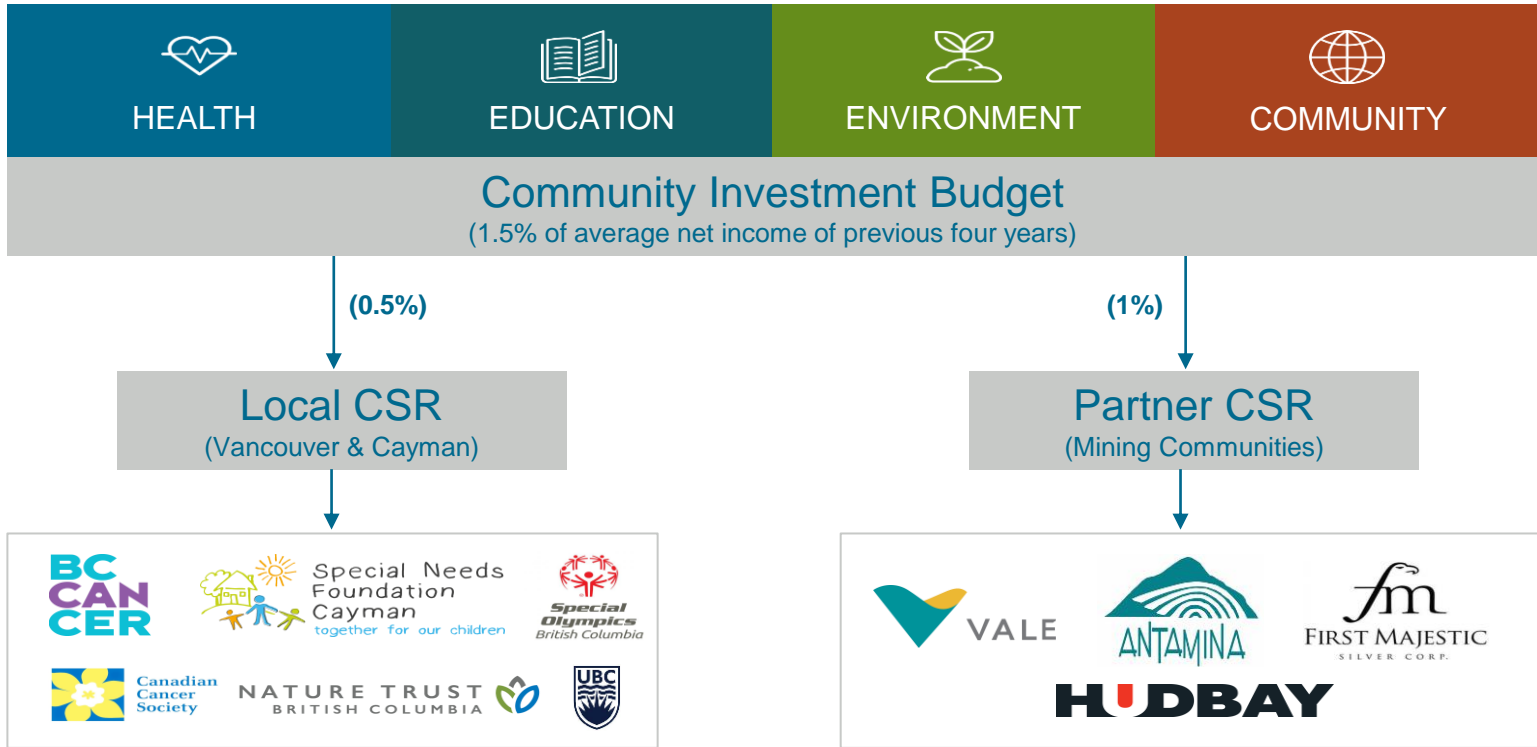 HEALTH
EDUCATION
ENVIRONMENT
COMMUNITY
Community Investment Budget
(1.5% of average net income of previous four years)
(0.5%)
(1%)
Local CSR
(Vancouver & Cayman)
Partner CSR
(Mining Communities)
BC
CAN
CER
Special Needs
Foundation
Cayman
together for our children
Special
Olympics
British Columbia
Canadian
Cancer
Society
NATURE TRUST
BRITISH COLUMBIA
UBC
VALE
ANTAMINA
fm
FIRST MAJESTIC
SILVER CORP.
HUDBAY